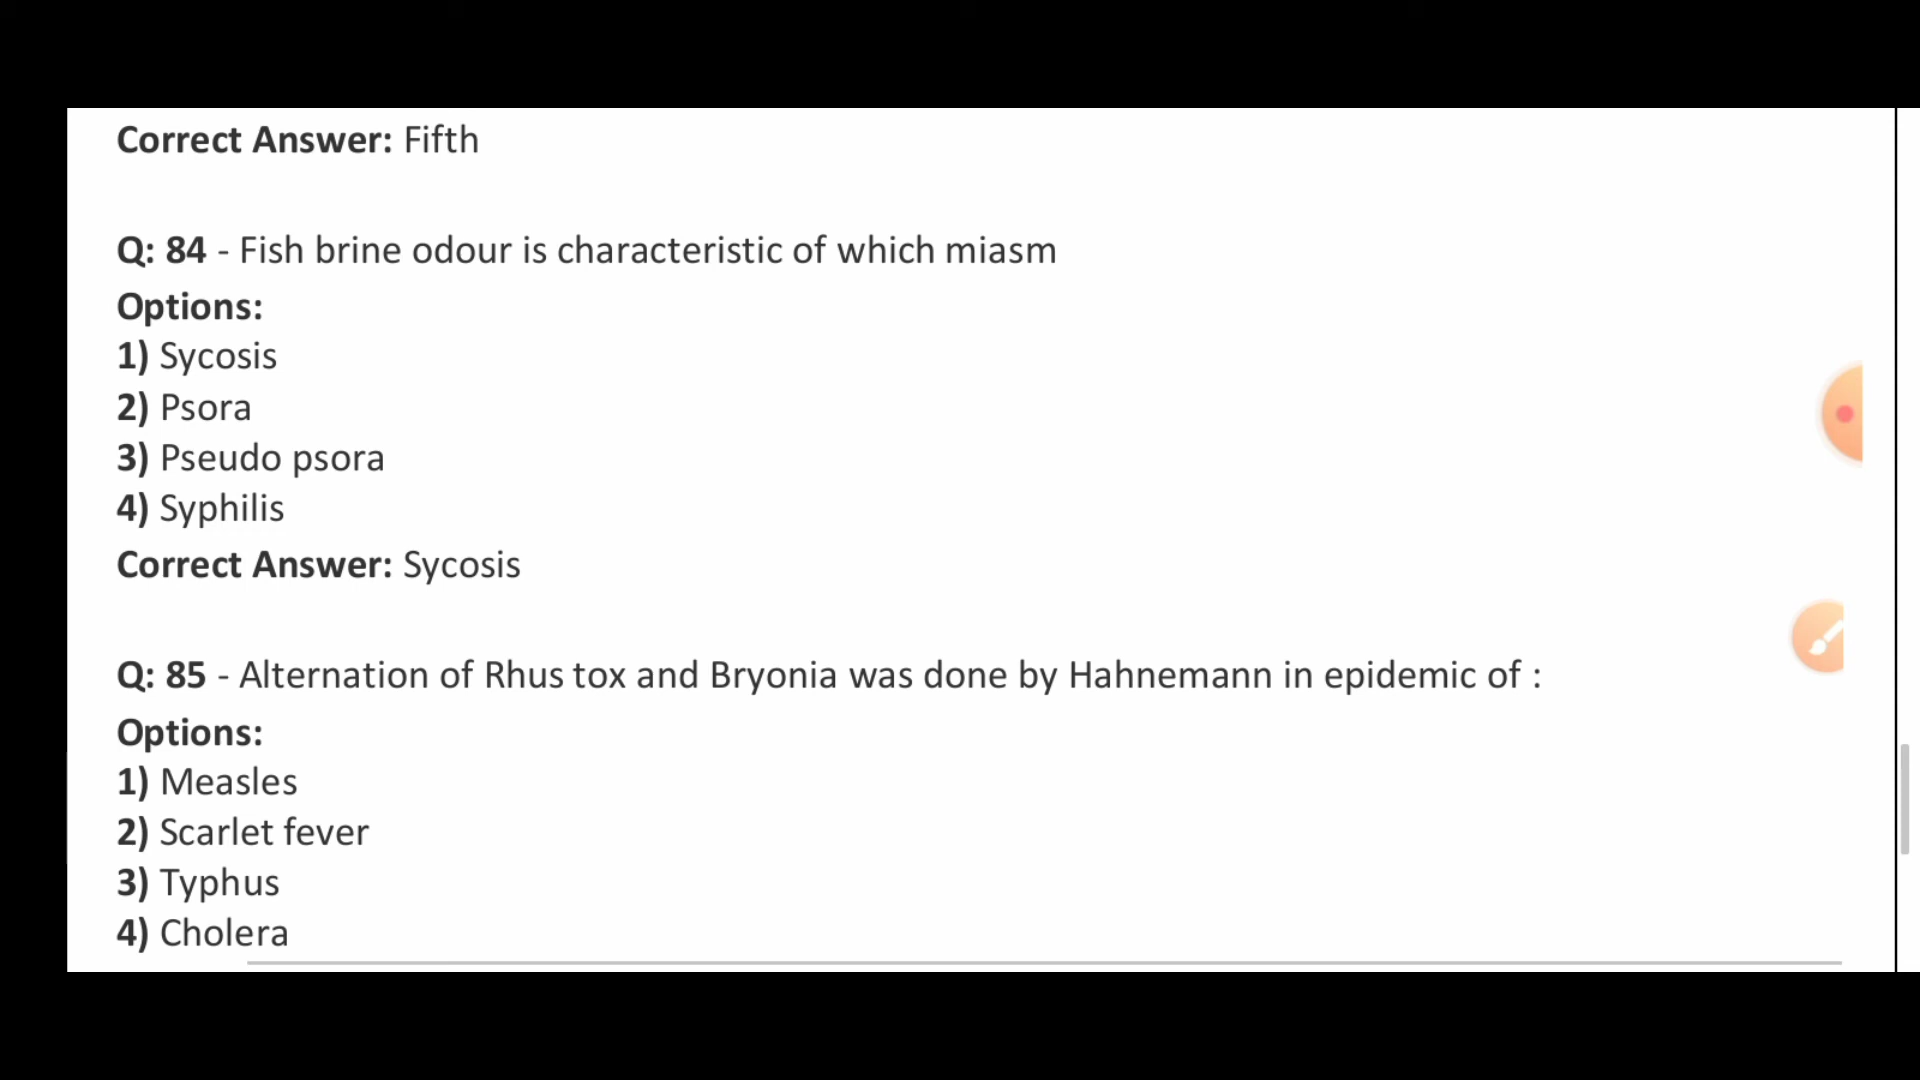 Correct Answer: Fifth
Q: 84 - Fish brine odour is characteristic of which miasm
Options:
1) Sycosis
2) Psora
3) Pseudo psora
4) Syphilis
Correct Answer: Sycosis
Q: 85 - Alternation of Rhus tox and Bryonia was done by Hahnemann in epidemic of :
Options:
1) Measles
2) Scarlet fever
3) Typhus
4) Cholera